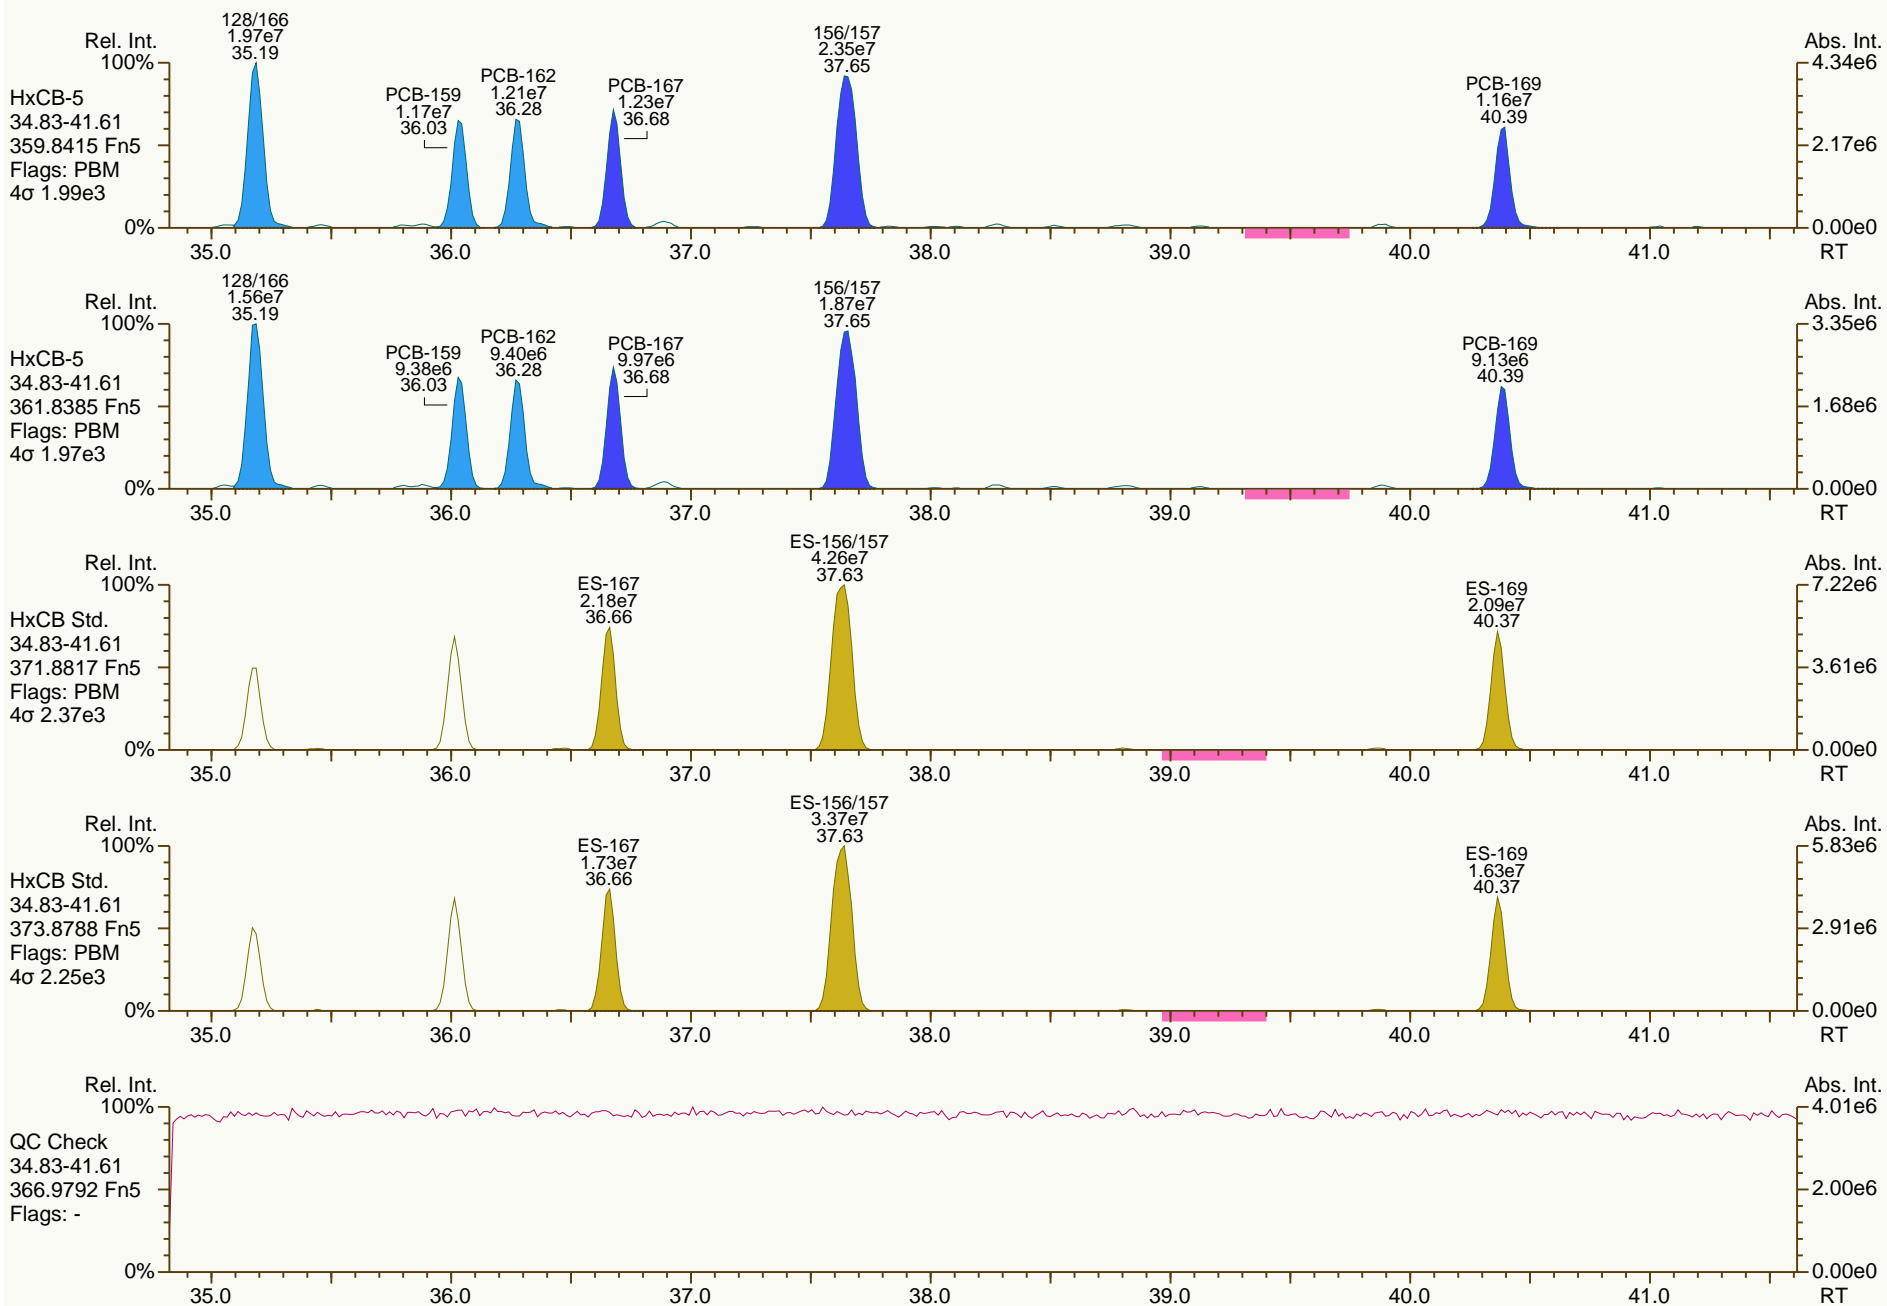 Rel. Int.
100%
0%
HxCB-5
34.83-41.61
359.8415 Fn5
Flags: PBM
4σ 1.99e3
128/166
1.97e7
35.19
PCB-159
1.17e7
36.03
PCB-162
1.21e7
36.28
PCB-167
1.23e7
36.68
156/157
2.35e7
37.65
PCB-169
1.16e7
40.39
Abs. Int.
4.34e6
2.17e6
0.00e0
35.0 36.0 37.0 38.0 39.0 40.0 41.0 RT
Rel. Int.
100%
0%
HxCB-5
34.83-41.61
361.8385 Fn5
Flags: PBM
4σ 1.97e3
128/166
1.56e7
35.19
PCB-159
9.38e6
36.03
PCB-162
9.40e6
36.28
PCB-167
9.97e6
36.68
156/157
1.87e7
37.65
PCB-169
9.13e6
40.39
Abs. Int.
3.35e6
1.68e6
0.00e0
35.0 36.0 37.0 38.0 39.0 40.0 41.0 RT
Rel. Int.
100%
0%
HxCB Std.
34.83-41.61
371.8817 Fn5
Flags: PBM
4σ 2.37e3
ES-167
2.18e7
36.66
ES-156/157
4.26e7
37.63
ES-169
2.09e7
40.37
Abs. Int.
7.22e6
3.61e6
0.00e0
35.0 36.0 37.0 38.0 39.0 40.0 41.0 RT
Rel. Int.
100%
0%
HxCB Std.
34.83-41.61
373.8788 Fn5
Flags: PBM
4σ 2.25e3
ES-167
1.73e7
36.66
ES-156/157
3.37e7
37.63
ES-169
1.63e7
40.37
Abs. Int.
5.83e6
2.91e6
0.00e0
35.0 36.0 37.0 38.0 39.0 40.0 41.0 RT
Rel. Int.
100%
0%
QC Check
34.83-41.61
366.9792 Fn5
Flags: -
Abs. Int.
4.01e6
2.00e6
0.00e0
35.0 36.0 37.0 38.0 39.0 40.0 41.0 RT